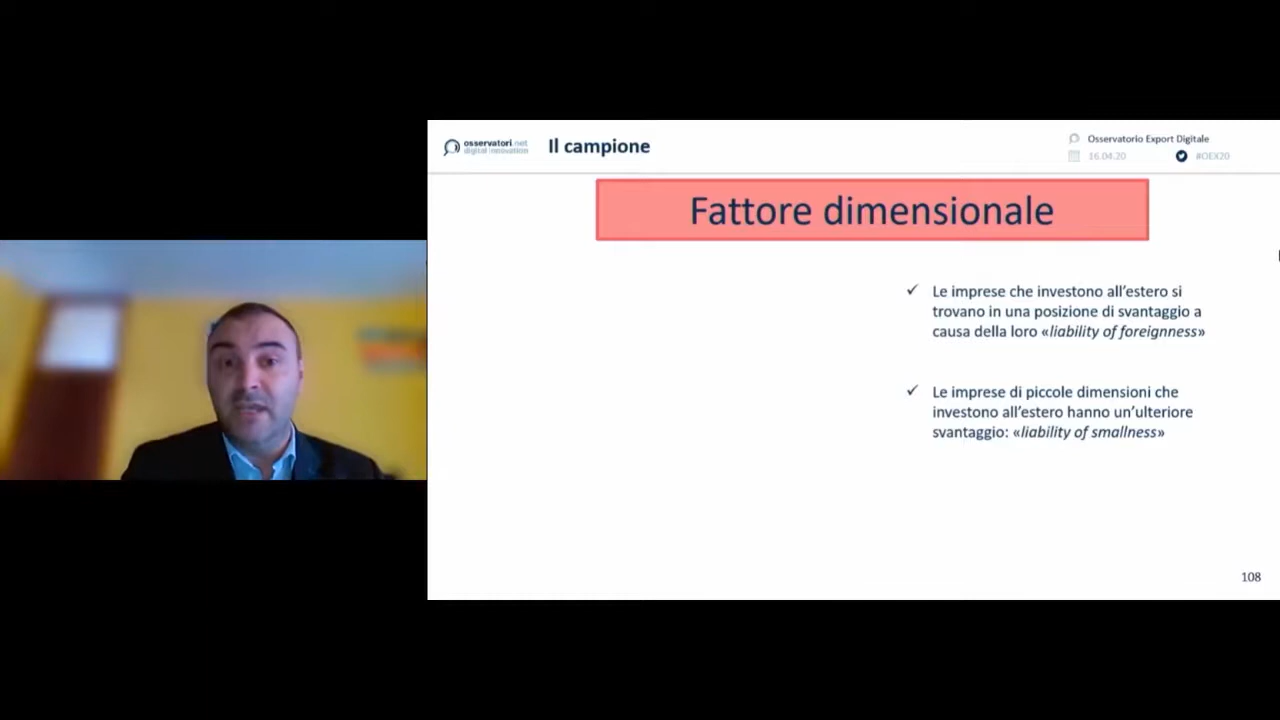 osservatori.net
digital innovation
Il campione
Osservatorio Export Digitale
16.04.20
#OEX20
Fattore dimensionale
✓ Le imprese che investono all'estero si
trovano in una posizione di svantaggio a
causa della loro «liability of foreignness»
✓ Le imprese di piccole dimensioni che
investono all'estero hanno un'ulteriore
svantaggio: «liability of smallness»
108